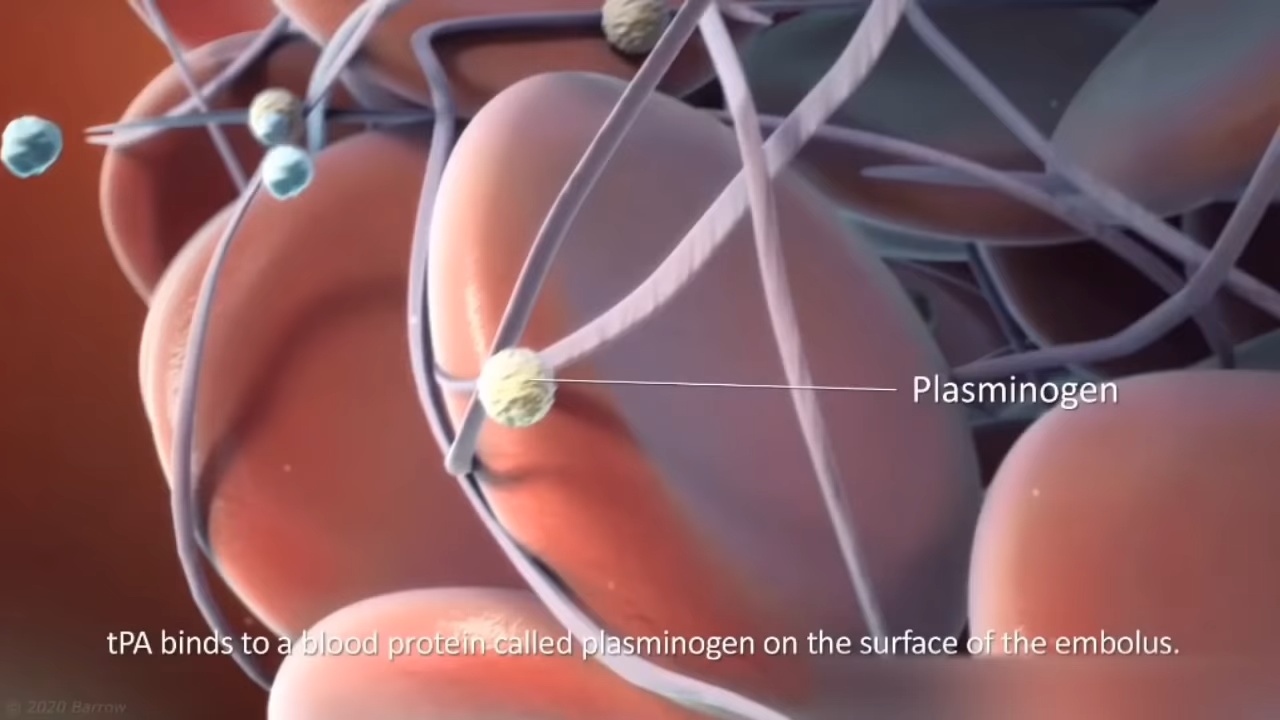 Plasminogen
tPA binds to a blood protein called plasminogen on the surface of the embolus.
© 2020 Barrow